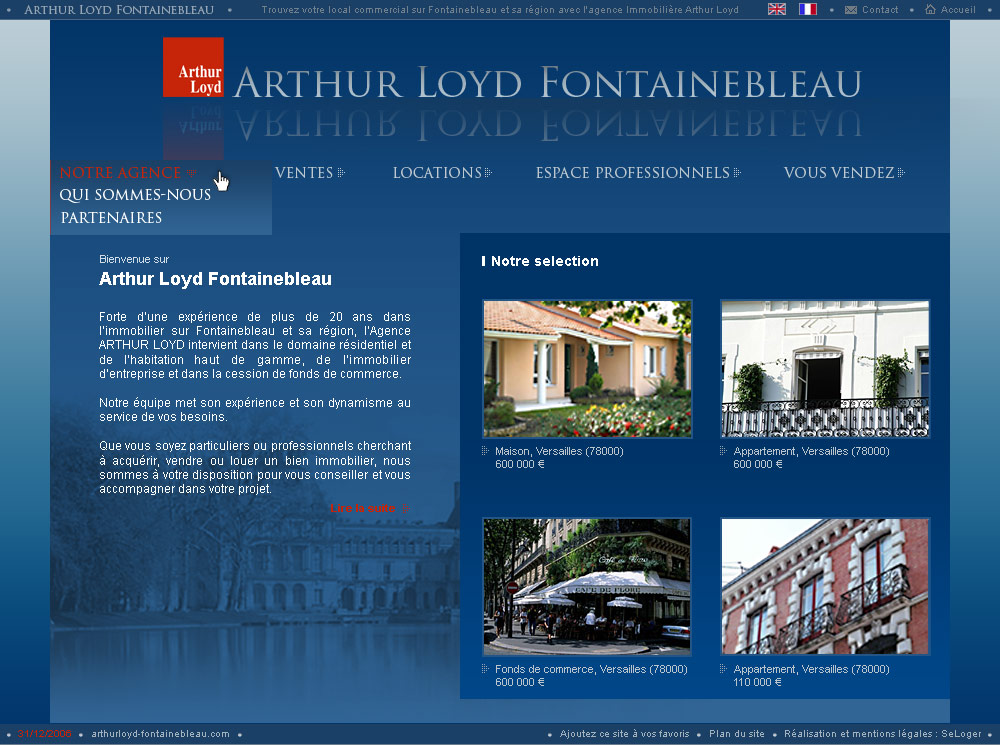 ARTHUR LOYD FONTAINEBLEAU
Trouvez votre local commercial sur Fontainebleau et sa région avec l'agence Immobilière Arthur Loyd
Contact
Accueil
Arthur
Loyd
ARTHUR LOYD FONTAINEBLEAU
NOTRE AGENCE
VENTES
LOCATIONS
ESPACE PROFESSIONNELS
VOUS VENDEZ
QUI SOMMES-NOUS
PARTENAIRES
Bienvenue sur
Arthur Loyd Fontainebleau
Forte d'une expérience de plus de 20 ans dans
l'immobilier sur Fontainebleau et sa région, l'Agence
ARTHUR LOYD intervient dans le domaine résidentiel et
de l'habitation haut de gamme, de l'immobilier
d'entreprise et dans la cession de fonds de commerce.
Notre équipe met son expérience et son dynamisme au
service de vos besoins.
Que vous soyez particuliers ou professionnels cherchant
à acquérir, vendre ou louer un bien immobilier, nous
sommes à votre disposition pour vous conseiller et vous
accompagner dans votre projet.
Lire la suite
Notre selection
Maison, Versailles (78000)
600 000 €
Appartement, Versailles (78000)
600 000 €
CAFE DE FLORE
Fonds de commerce, Versailles (78000)
600 000 €
Appartement, Versailles (78000)
110 000 €
31/12/2006
arthurloyd-fontainebleau.com
Ajoutez ce site à vos favoris
Plan du site
Réalisation et mentions légales : SeLoger